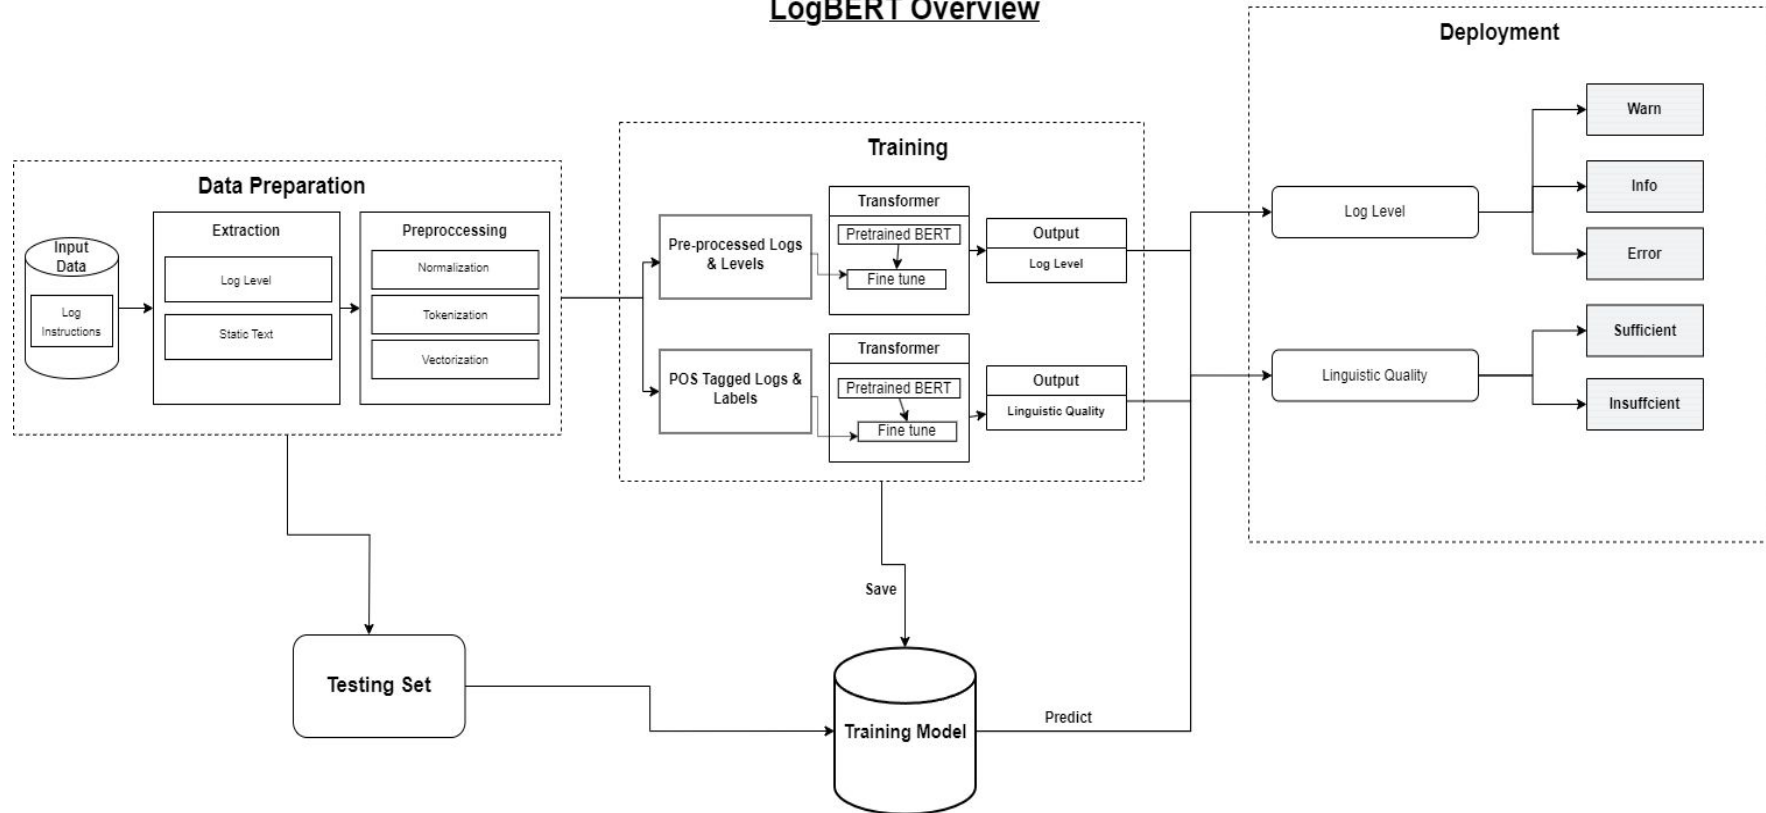 LogBERT Overview
Data Preparation
Input
Data
Log
Instructions
Extraction
Log Level
Static Text
Preproccessing
Normalization
Tokenization
Vectorization
Training
Pre-processed Logs
& Levels
Transformer
Pretrained BERT
Fine tune
Output
Log Level
POS Tagged Logs &
Labels
Transformer
Pretrained BERT
Fine tune
Output
Linguistic Quality
Deployment
Log Level
Warn
Info
Error
Linguistic Quality
Sufficient
Insuffcient
Testing Set
Save
Training Model
Predict